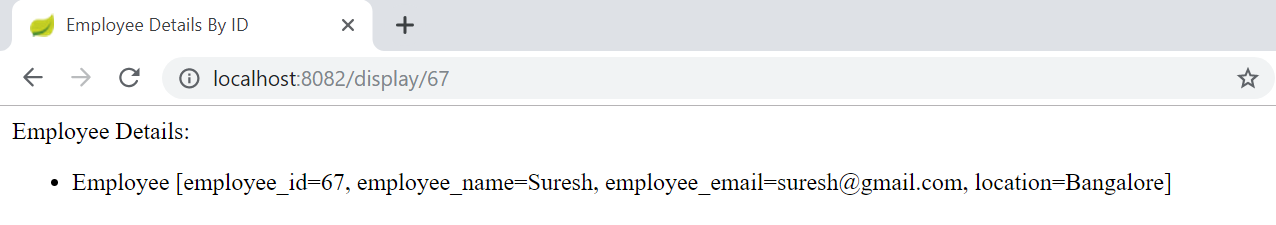 Employee Details By ID
localhost:8082/display/67
Employee Details:
Employee [employee_id=67, employee_name=Suresh, employee_email=suresh@gmail.com, location=Bangalore]